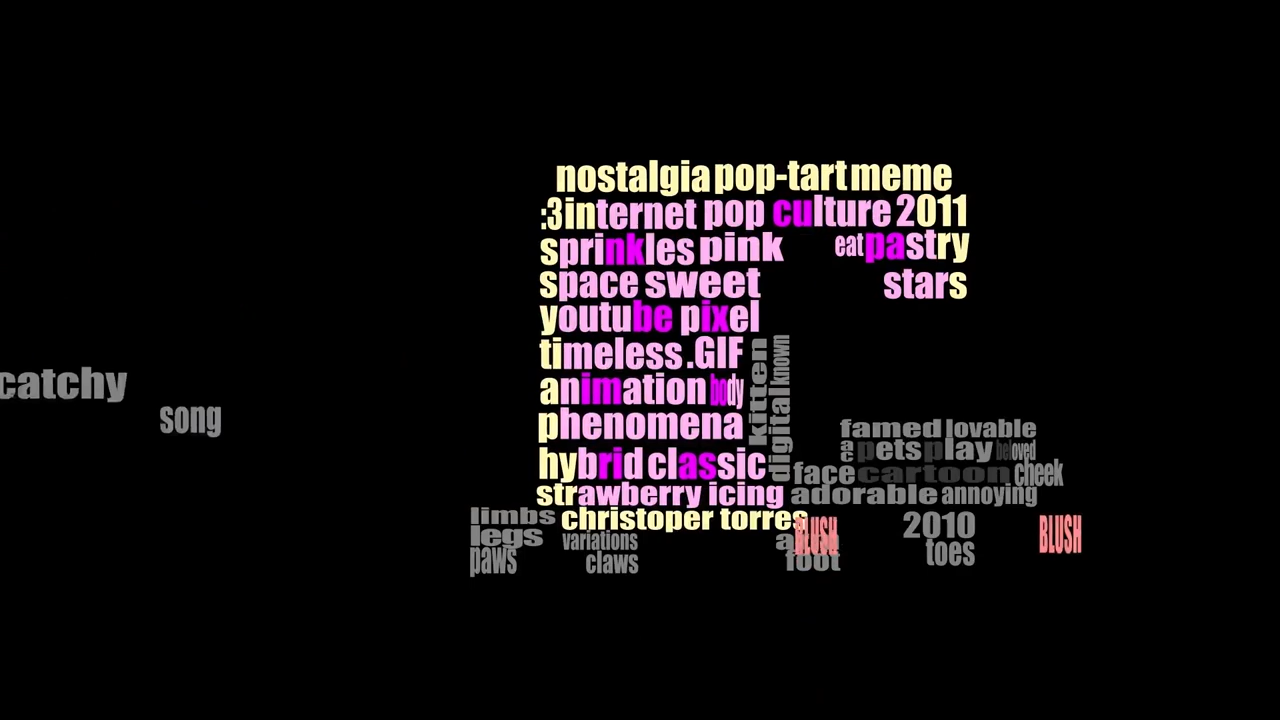 nostalgia pop-tart meme
:3 internet pop culture 2011
sprinkles pink eat pastry
space sweet stars
youtube pixel
timeless .GIF
kitten
known
catchy
animation body
digital
song
phenomena
famed lovable
pets play beloved
hybrid classic
face cartoon cheek
strawberry icing adorable annoying
limbs christoper torres
legs variations BLUSH 2010 BLUSH
paws claws foot toes